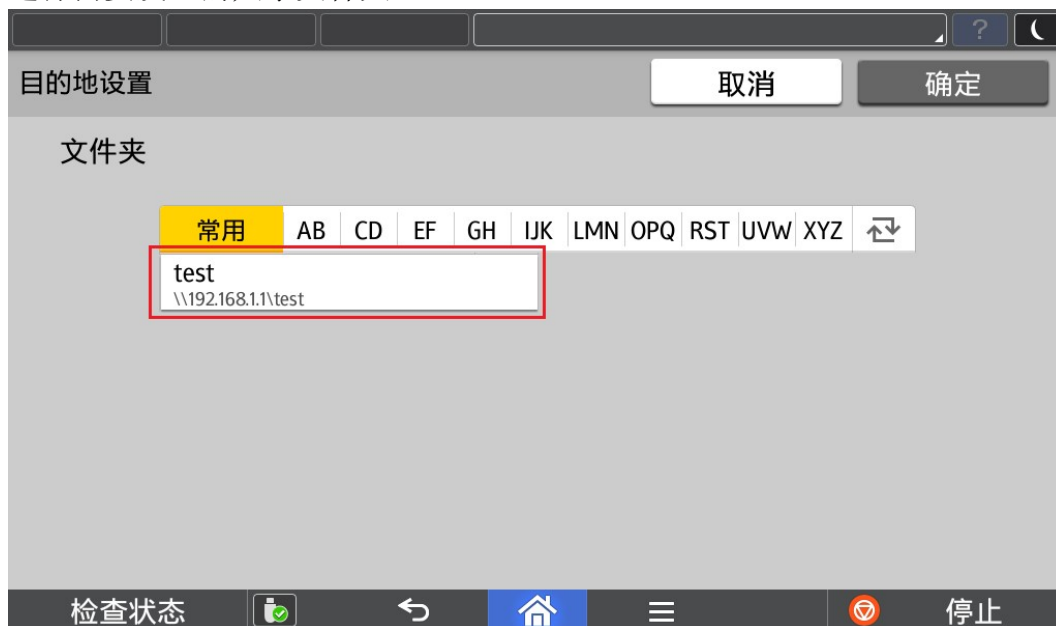 ?
目的地设置
取消
确定
文件夹
常用 AB CD EF GH IJK LMN OPQ RST UVW XYZ
test
\\192.168.1.1\test
检查状态
停止